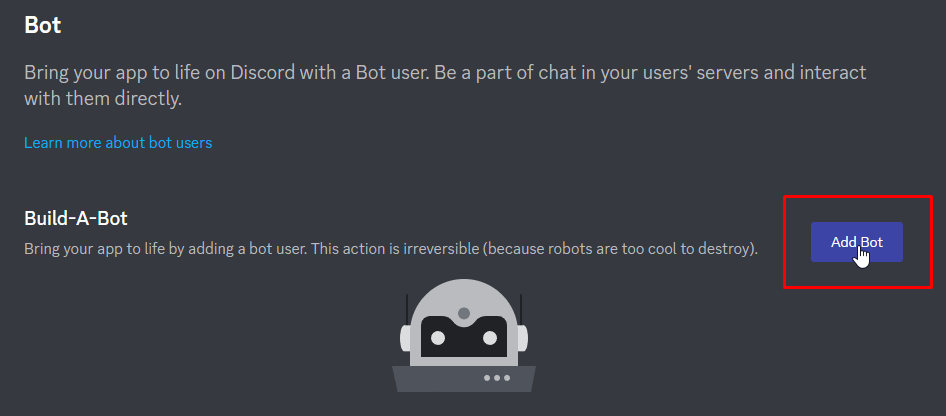 Bot
Bring your app to life on Discord with a Bot user. Be a part of chat in your users' servers and interact
with them directly.
Learn more about bot users
Build-A-Bot
Bring your app to life by adding a bot user. This action is irreversible (because robots are too cool to destroy).
Add Bot